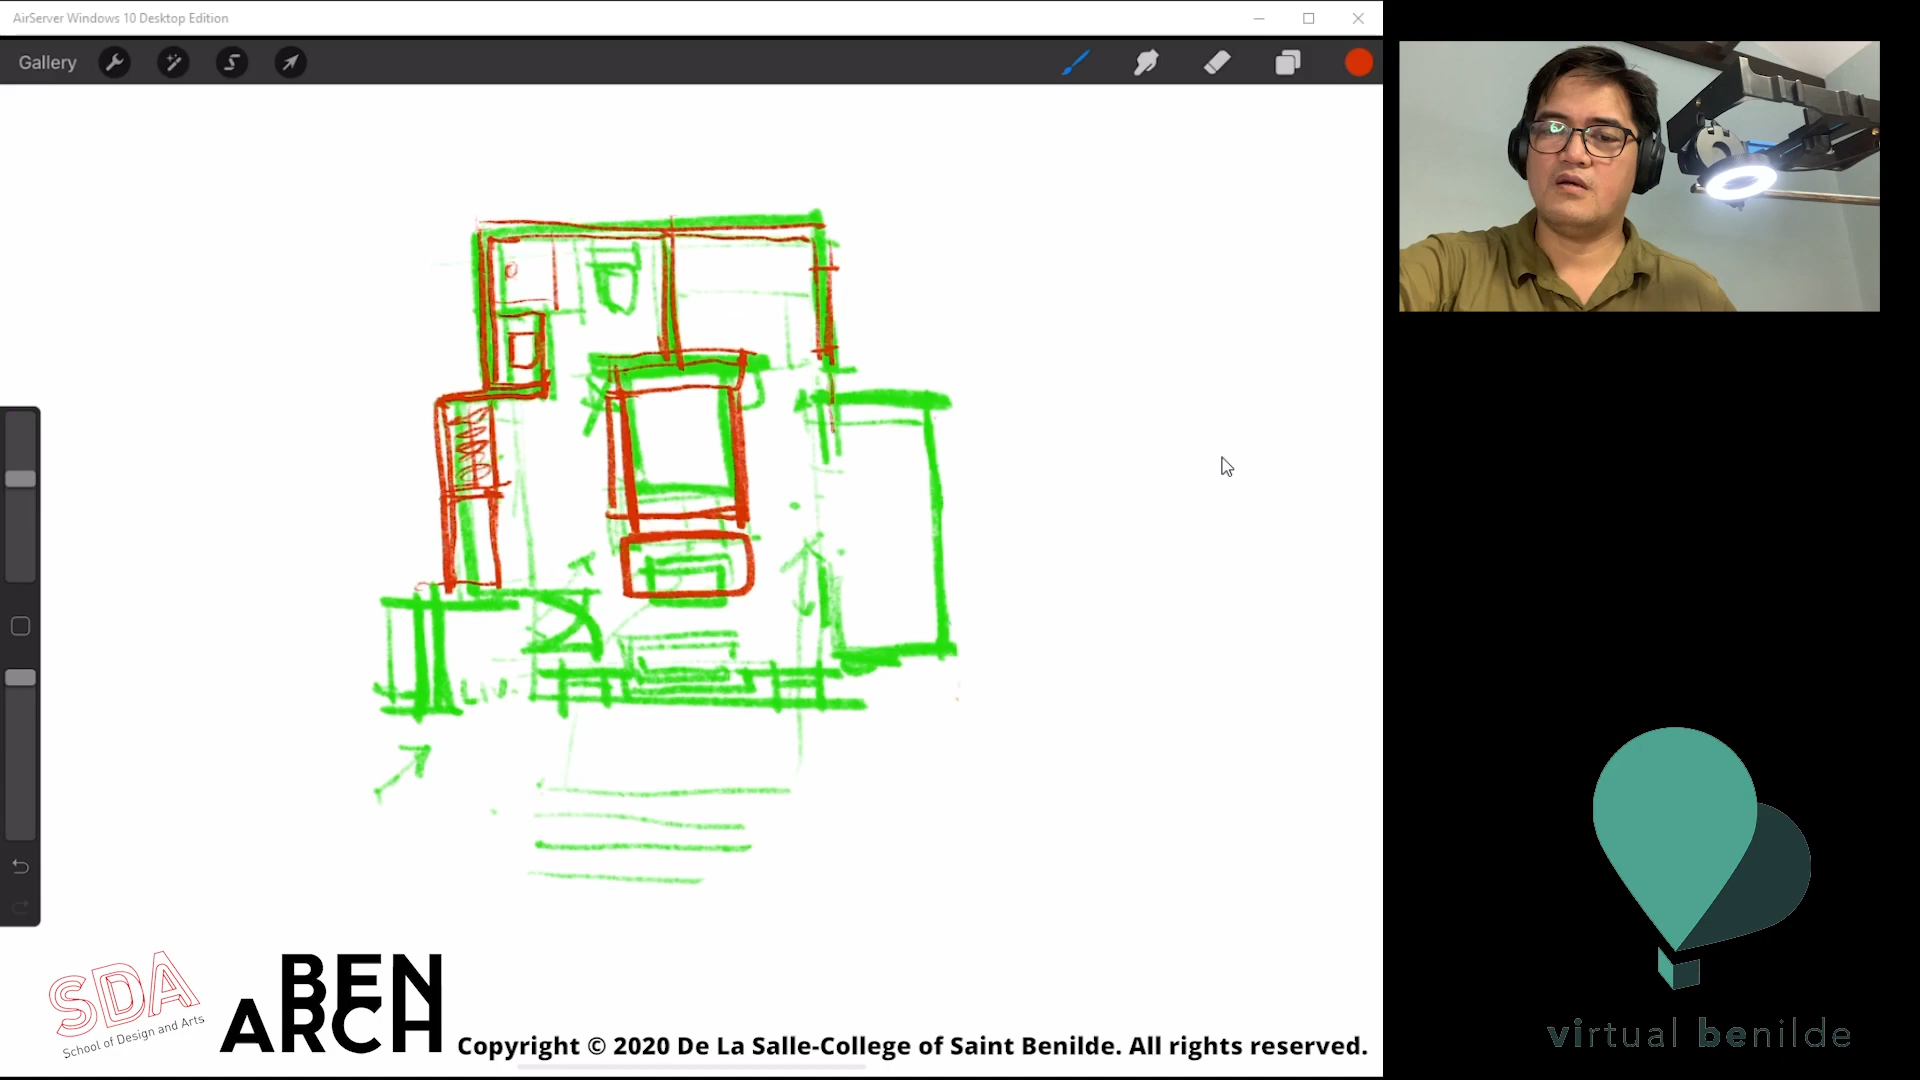 AirServer Windows 10 Desktop Edition
Gallery
Liv.
SDA
School of Design and Arts
BEN
ARCH
Copyright © 2020 De La Salle-College of Saint Benilde. All rights reserved.
virtual benilde